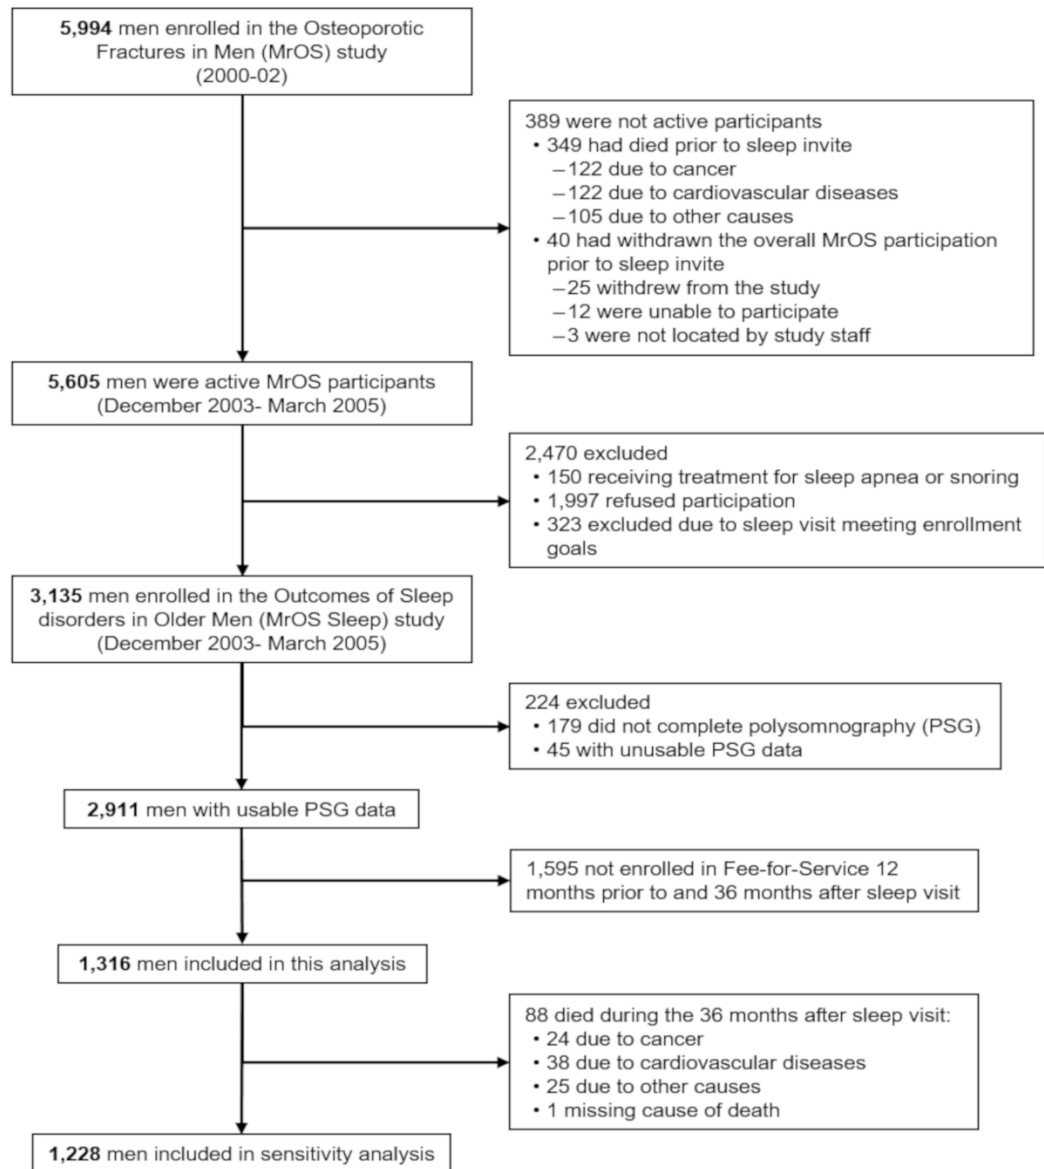 5,994 men enrolled in the Osteoporotic
Fractures in Men (MrOS) study
(2000-02)
389 were not active participants
• 349 had died prior to sleep invite
–122 due to cancer
–122 due to cardiovascular diseases
–105 due to other causes
• 40 had withdrawn the overall MrOS participation
prior to sleep invite
–25 withdrew from the study
–12 were unable to participate
–3 were not located by study staff
5,605 men were active MrOS participants
(December 2003- March 2005)
2,470 excluded
• 150 receiving treatment for sleep apnea or snoring
• 1,997 refused participation
• 323 excluded due to sleep visit meeting enrollment
goals
3,135 men enrolled in the Outcomes of Sleep
disorders in Older Men (MrOS Sleep) study
(December 2003- March 2005)
224 excluded
• 179 did not complete polysomnography (PSG)
• 45 with unusable PSG data
2,911 men with usable PSG data
1,595 not enrolled in Fee-for-Service 12
months prior to and 36 months after sleep visit
1,316 men included in this analysis
88 died during the 36 months after sleep visit:
• 24 due to cancer
• 38 due to cardiovascular diseases
• 25 due to other causes
• 1 missing cause of death
1,228 men included in sensitivity analysis